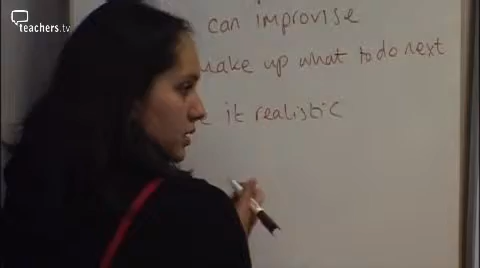 teachers.tv
can improvise
make up what to do next
it realistic